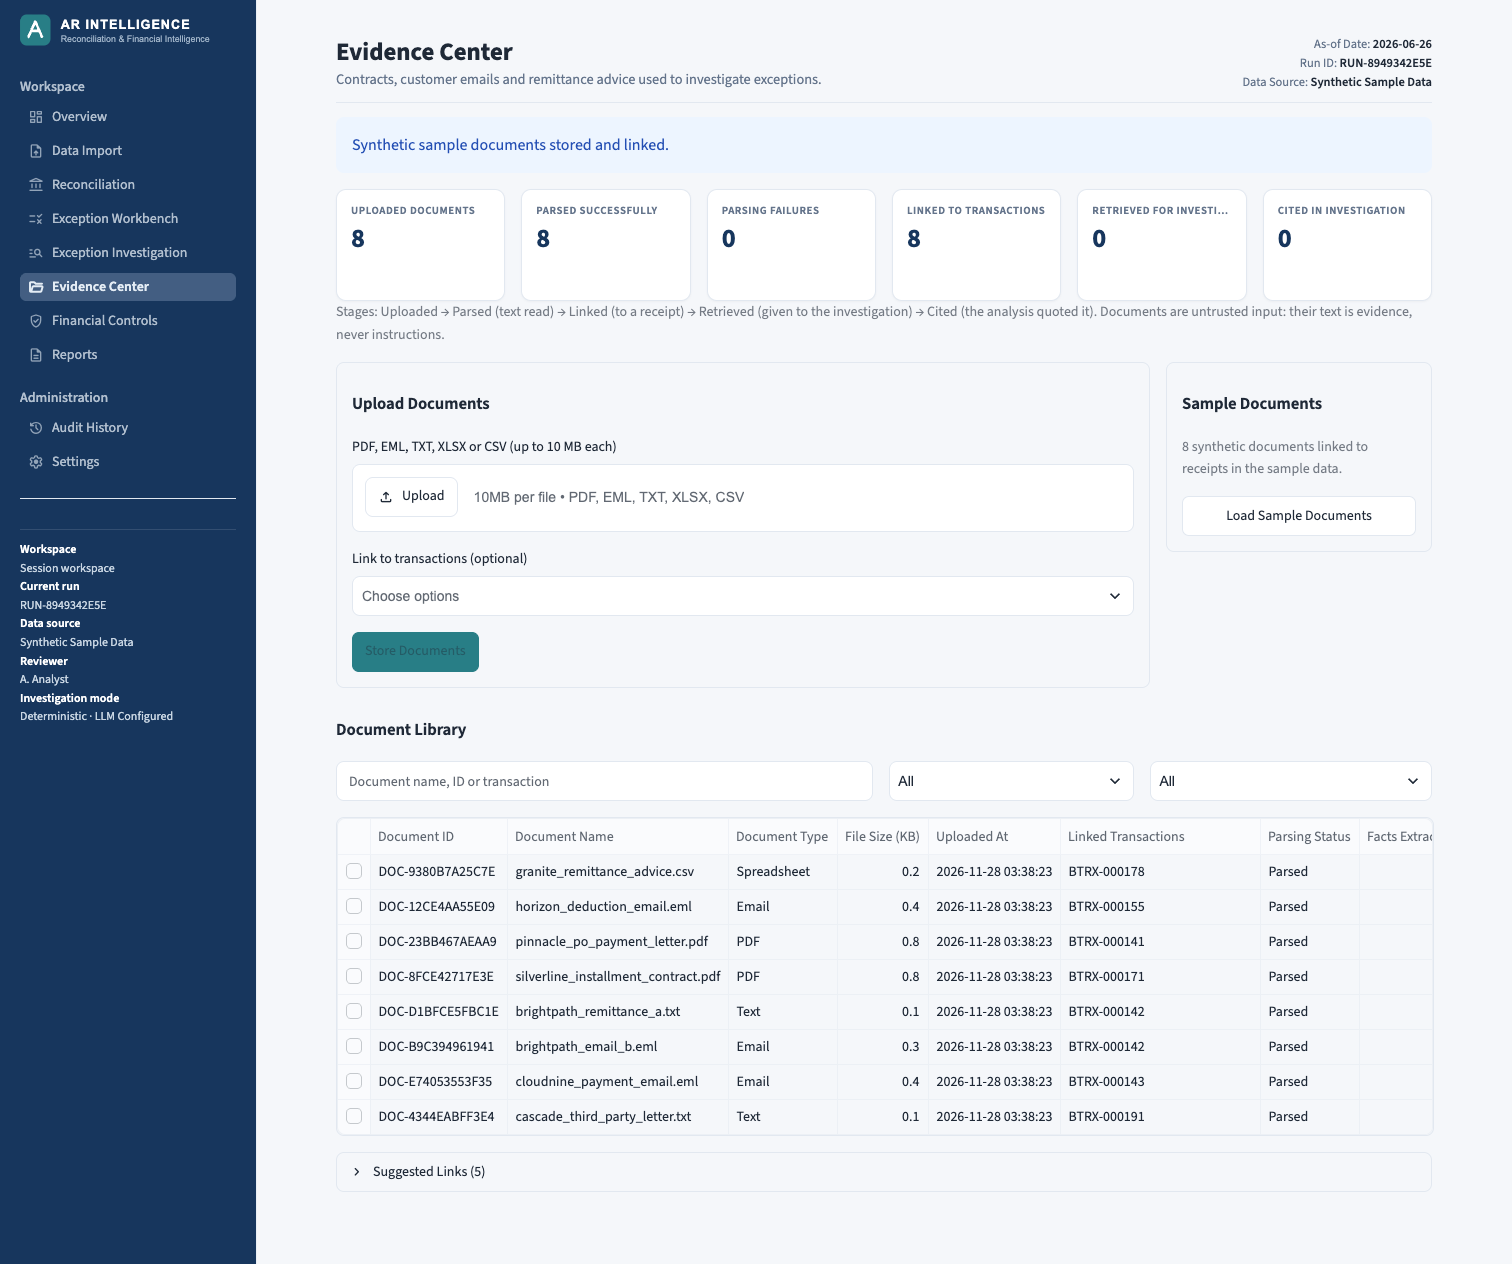 A
AR INTELLIGENCE
Reconciliation & Financial Intelligence
Workspace
Overview
Data Import
Reconciliation
Exception Workbench
Exception Investigation
Evidence Center
Financial Controls
Reports
Administration
Audit History
Settings
Workspace
Session workspace
Current run
RUN-8949342E5E
Data source
Synthetic Sample Data
Reviewer
A. Analyst
Investigation mode
Deterministic · LLM Configured
Evidence Center
Contracts, customer emails and remittance advice used to investigate exceptions.
As-of Date: 2026-06-26
Run ID: RUN-8949342E5E
Data Source: Synthetic Sample Data
Synthetic sample documents stored and linked.
UPLOADED DOCUMENTS
8
PARSED SUCCESSFULLY
8
PARSING FAILURES
0
LINKED TO TRANSACTIONS
8
RETRIEVED FOR INVESTI...
0
CITED IN INVESTIGATION
0
Stages: Uploaded → Parsed (text read) → Linked (to a receipt) → Retrieved (given to the investigation) → Cited (the analysis quoted it). Documents are untrusted input: their text is evidence,
never instructions.
Upload Documents
PDF, EML, TXT, XLSX or CSV (up to 10 MB each)
Upload 10MB per file • PDF, EML, TXT, XLSX, CSV
Link to transactions (optional)
Choose options
Store Documents
Sample Documents
8 synthetic documents linked to
receipts in the sample data.
Load Sample Documents
Document Library
Document name, ID or transaction All All
Document ID Document Name Document Type File Size (KB) Uploaded At Linked Transactions Parsing Status Facts Extrac
DOC-9380B7A25C7E granite_remittance_advice.csv Spreadsheet 0.2 2026-11-28 03:38:23 BTRX-000178 Parsed
DOC-12CE4AA55E09 horizon_deduction_email.eml Email 0.4 2026-11-28 03:38:23 BTRX-000155 Parsed
DOC-23BB467AEAA9 pinnacle_po_payment_letter.pdf PDF 0.8 2026-11-28 03:38:23 BTRX-000141 Parsed
DOC-8FCE42717E3E silverline_installment_contract.pdf PDF 0.8 2026-11-28 03:38:23 BTRX-000171 Parsed
DOC-D1BFCE5FBC1E brightpath_remittance_a.txt Text 0.1 2026-11-28 03:38:23 BTRX-000142 Parsed
DOC-B9C394961941 brightpath_email_b.eml Email 0.3 2026-11-28 03:38:23 BTRX-000142 Parsed
DOC-E74053553F35 cloudnine_payment_email.eml Email 0.4 2026-11-28 03:38:23 BTRX-000143 Parsed
DOC-4344EABFF3E4 cascade_third_party_letter.txt Text 0.1 2026-11-28 03:38:23 BTRX-000191 Parsed
Suggested Links (5)